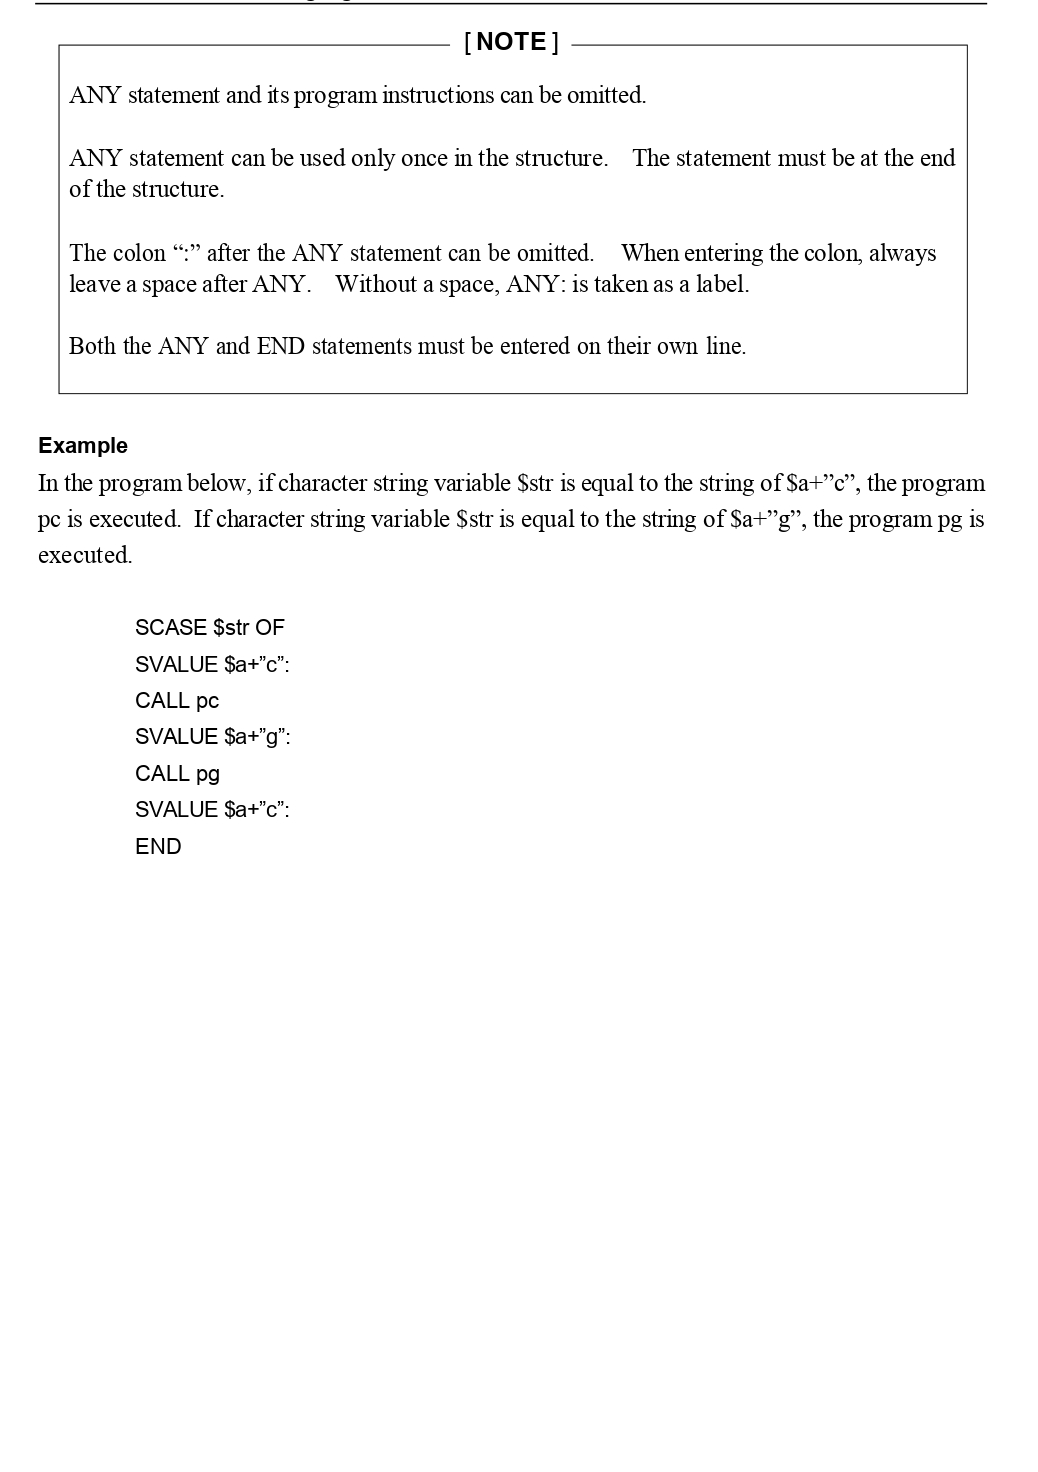 [ NOTE ]
ANY statement and its program instructions can be omitted.
ANY statement can be used only once in the structure. The statement must be at the end
of the structure.
The colon “:” after the ANY statement can be omitted. When entering the colon, always
leave a space after ANY. Without a space, ANY: is taken as a label.
Both the ANY and END statements must be entered on their own line.
Example
In the program below, if character string variable $str is equal to the string of $a+”c”, the program
pc is executed. If character string variable $str is equal to the string of $a+”g”, the program pg is
executed.
SCASE $str OF
SVALUE $a+”c”:
CALL pc
SVALUE $a+”g”:
CALL pg
SVALUE $a+”c”:
END